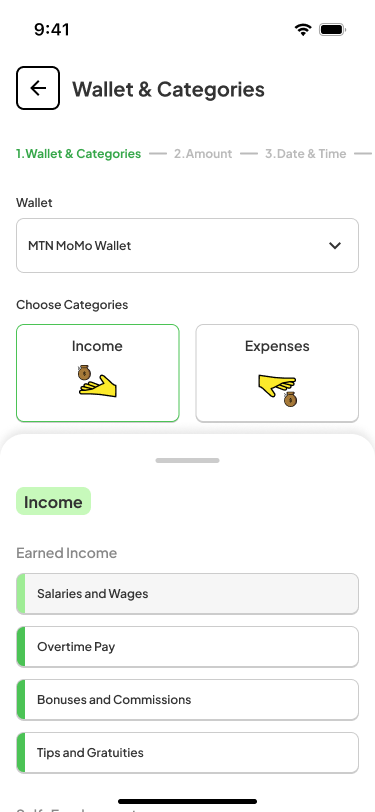 9:41
Wallet & Categories
1.Wallet & Categories — 2.Amount — 3.Date & Time —
Wallet
MTN MoMo Wallet
Choose Categories
Income Expenses
Income
Earned Income
Salaries and Wages
Overtime Pay
Bonuses and Commissions
Tips and Gratuities